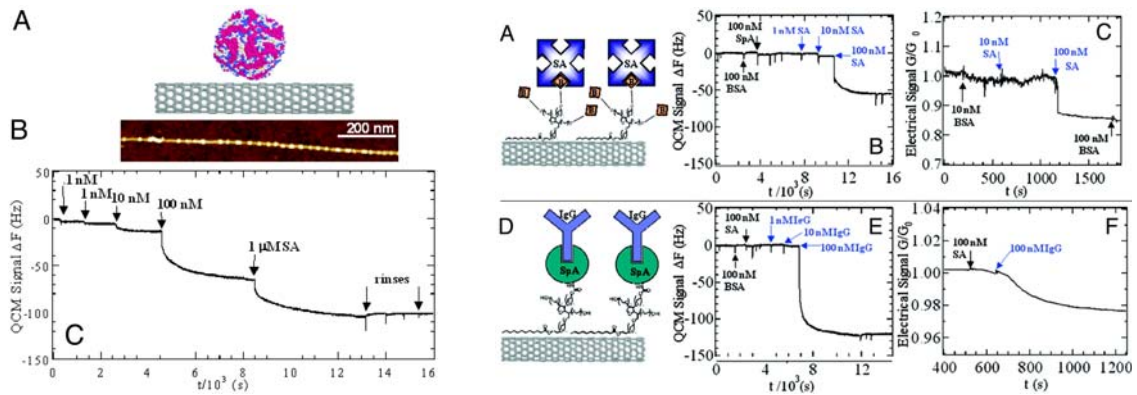 A
B
200 nm
50
0
-50
-100
-150
QCM Signal ΔF (Hz)
.1 nM
1 nM
10 nM
100 nM
1 μM SA
rinses
C
0 2 4 6 8 10 12 14 16
t/10³ (s)
A
SA
SA
B
B
B
B
B
50
0
-50
-100
-150
QCM Signal ΔF (Hz)
100 nM
SpA
1 nM SA
10 nM SA
100 nM
SA
100 nM
BSA
B
0 4 8 12 16
t /10³ (s)
1.2
1.1
1.0
0.9
0.8
0.7
Electrical Signal G/G₀
10 nM
SA
100 nM
SA
10 nM
BSA
100 nM
BSA
C
0 500 1000 1500
t (s)
D
IgG
IgG
SpA
SpA
50
0
-50
-100
-150
QCM Signal ΔF (Hz)
100 nM
SA
1 nM IgG
10 nM IgG
100 nM IgG
100 nM
BSA
E
0 2 4 6 8 10 12
t /10³ (s)
1.02
1.00
0.98
0.96
Electrical Signal G/G₀
100 nM
SA
100 nM IgG
F
400 600 800 1000 1200
t (s)